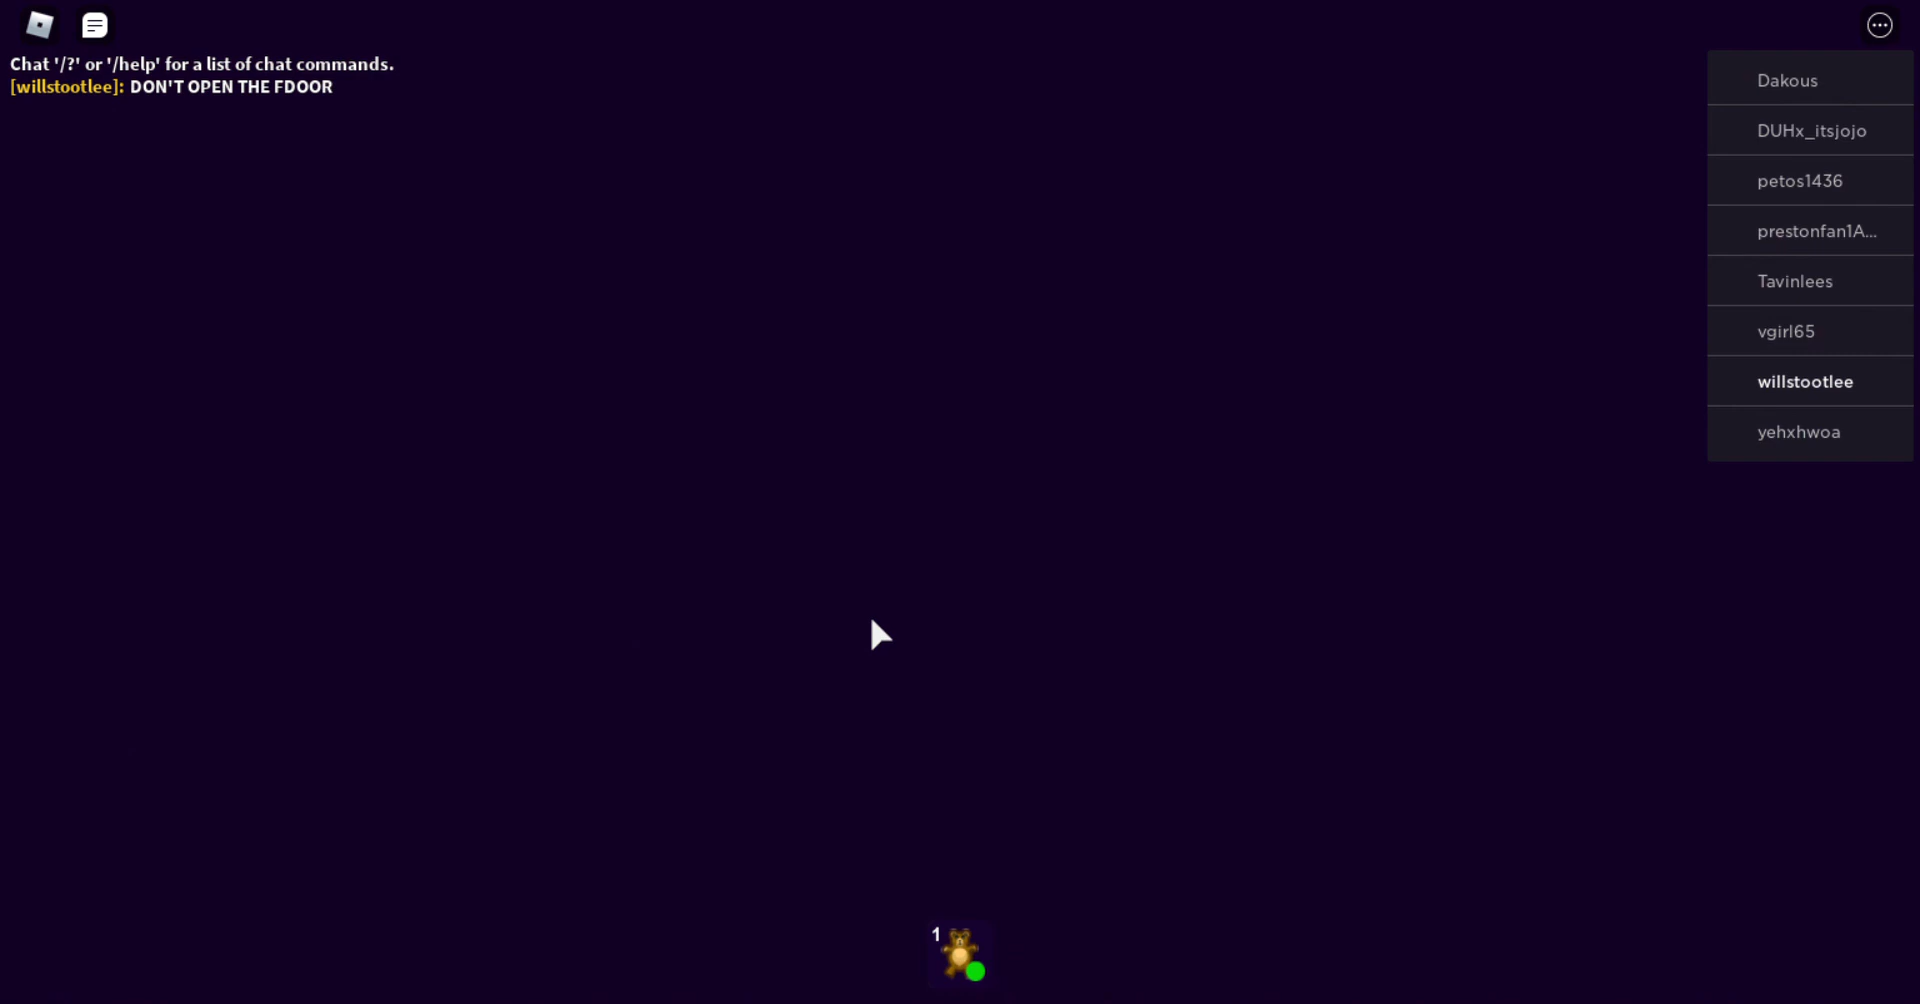 Chat '/?' or '/help' for a list of chat commands.
[willstootlee]: DON'T OPEN THE FDOOR
Dakous
DUHx_itsjojo
petos1436
prestonfan1A...
Tavinlees
vgirl65
willstootlee
yehxhwoa
1